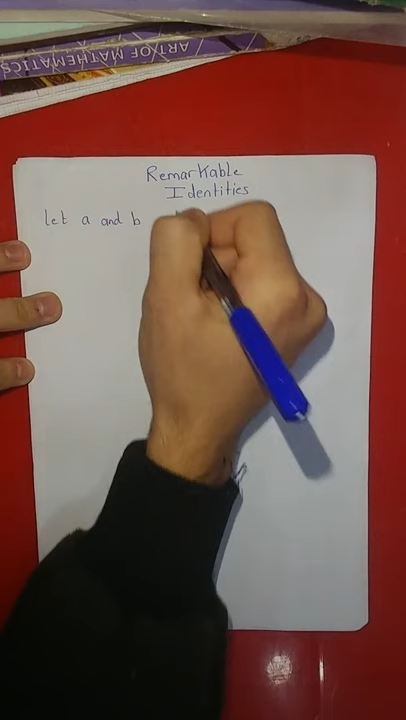 ART OF MATHEMATICS
Remarkable
Identities
let a and b